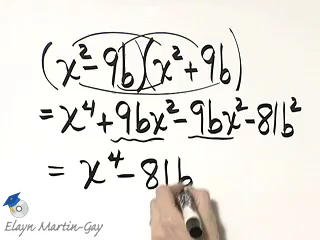 (x²-9b)(x²+9b)
=x⁴+9bx²-9bx²-81b²
= x⁴-81b
Elayn Martin-Gay